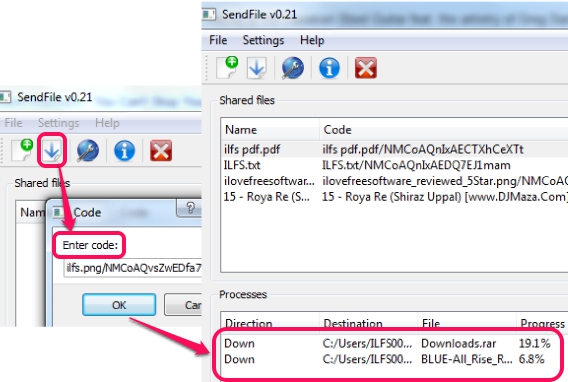 SendFile v0.21
File Settings Help
Shared files
Name
Code
Enter code:
ilfs.png/NMCoAQvsZwEDfa7
OK
SendFile v0.21
File Settings Help
Shared files
Name Code
ilfs pdf.pdf ilfs pdf.pdf/NMCoAQnIxAECTXhCeXTt
ILFS.txt ILFS.txt/NMCoAQnIxAEDQ7EJ1mam
ilovefreesoftwar... ilovefreesoftware_reviewed_5Star.png/NMCoAQnIx
15 - Roya Re (S... 15 - Roya Re (Shiraz Uppal) [www.DJMaza.Com]
Processes
Direction Destination File Progress
Down C:/Users/ILFS00... Downloads.rar 19.1%
Down C:/Users/ILFS00... BLUE-All_Rise_R... 6.8%